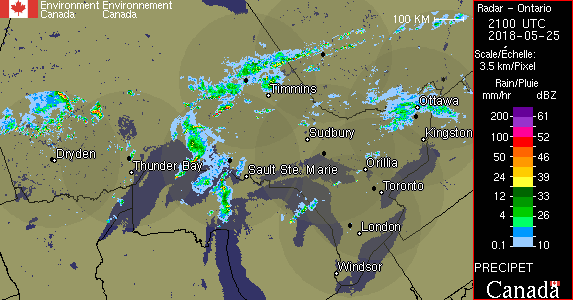 Environment Environnement
Canada Canada
100 KM
Timmins
Ottawa
Sudbury
Kingston
Dryden
Thunder Bay
Sault Ste. Marie
Orillia
Toronto
London
Windsor
Radar - Ontario
2100 UTC
2018-05-25
Scale/Échelle:
3.5 km/Pixel
Rain/Pluie
mm/hr dBZ
200 61
100 52
50 46
24 39
12 33
4 26
0.1 10
PRECIPET
Canada